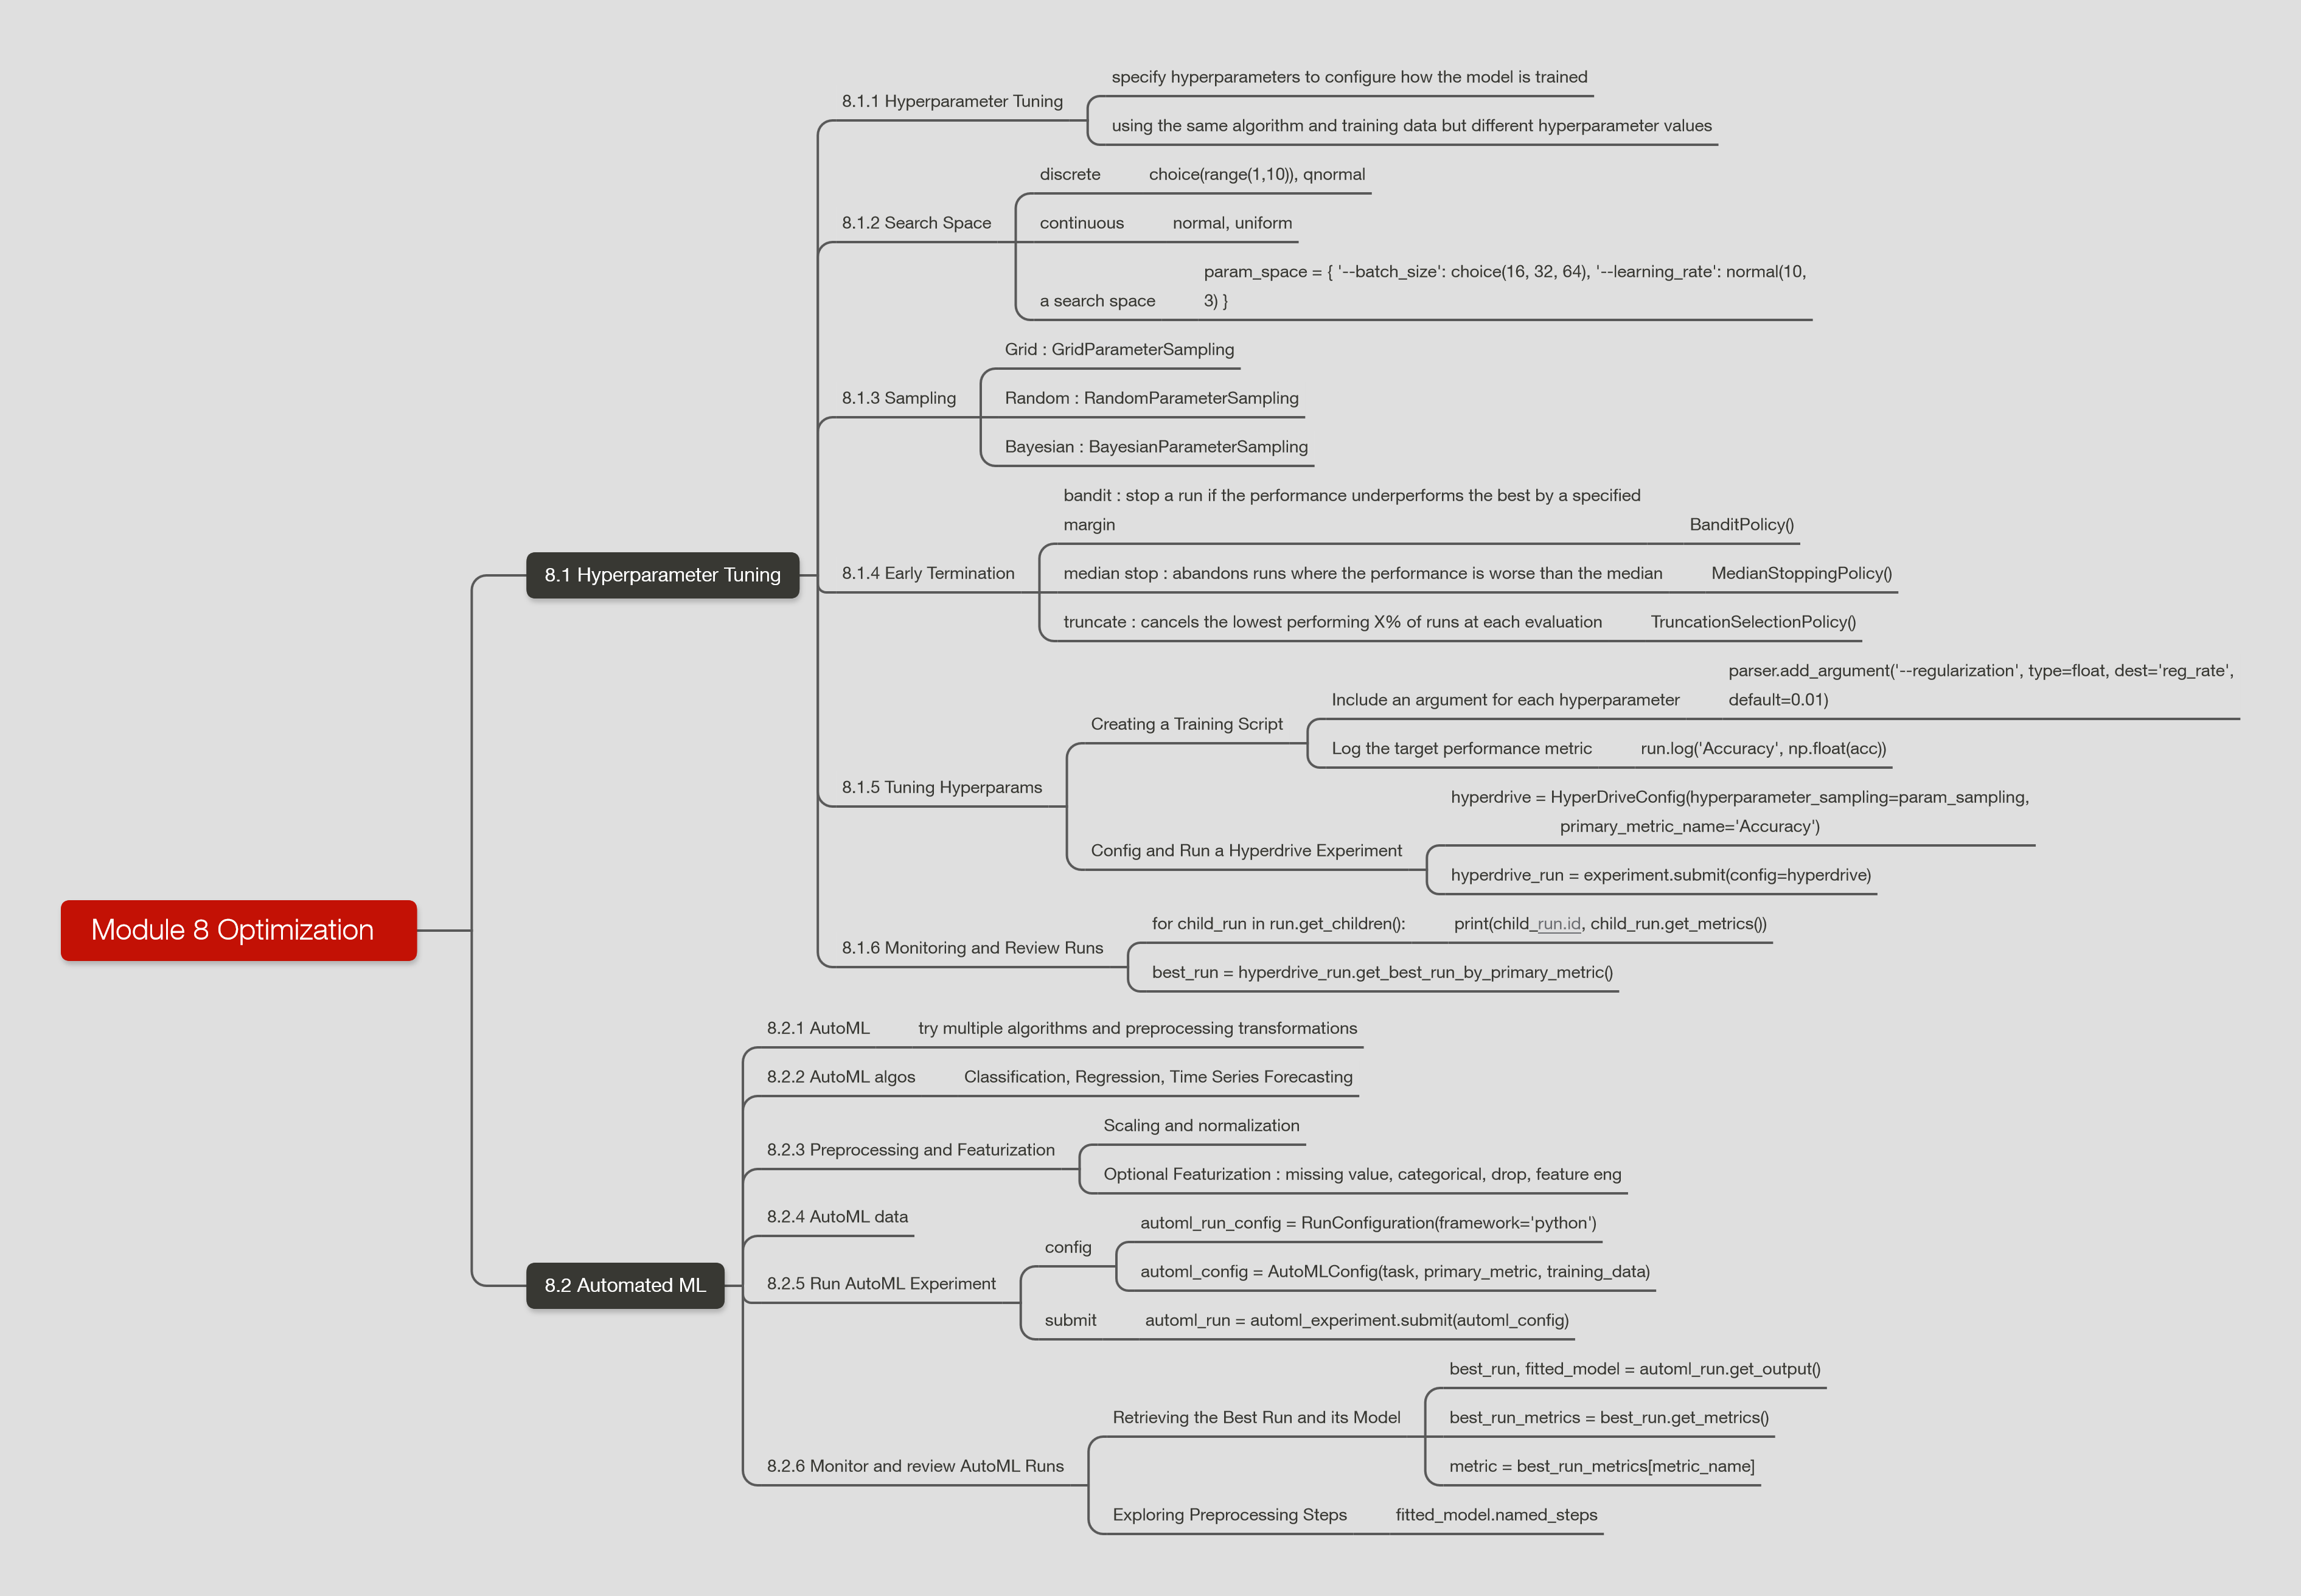 Module 8 Optimization
8.1 Hyperparameter Tuning
8.1.1 Hyperparameter Tuning
specify hyperparameters to configure how the model is trained
using the same algorithm and training data but different hyperparameter values
8.1.2 Search Space
discrete
choice(range(1,10)), qnormal
continuous
normal, uniform
a search space
param_space = { '--batch_size': choice(16, 32, 64), '--learning_rate': normal(10,
3) }
8.1.3 Sampling
Grid : GridParameterSampling
Random : RandomParameterSampling
Bayesian : BayesianParameterSampling
8.1.4 Early Termination
bandit : stop a run if the performance underperforms the best by a specified
margin
BanditPolicy()
median stop : abandons runs where the performance is worse than the median
MedianStoppingPolicy()
truncate : cancels the lowest performing X% of runs at each evaluation
TruncationSelectionPolicy()
8.1.5 Tuning Hyperparams
Creating a Training Script
Include an argument for each hyperparameter
parser.add_argument('--regularization', type=float, dest='reg_rate',
default=0.01)
Log the target performance metric
run.log('Accuracy', np.float(acc))
Config and Run a Hyperdrive Experiment
hyperdrive = HyperDriveConfig(hyperparameter_sampling=param_sampling,
primary_metric_name='Accuracy')
hyperdrive_run = experiment.submit(config=hyperdrive)
8.1.6 Monitoring and Review Runs
for child_run in run.get_children():
print(child_run.id, child_run.get_metrics())
best_run = hyperdrive_run.get_best_run_by_primary_metric()
8.2 Automated ML
8.2.1 AutoML
try multiple algorithms and preprocessing transformations
8.2.2 AutoML algos
Classification, Regression, Time Series Forecasting
8.2.3 Preprocessing and Featurization
Scaling and normalization
Optional Featurization : missing value, categorical, drop, feature eng
8.2.4 AutoML data
8.2.5 Run AutoML Experiment
config
automl_run_config = RunConfiguration(framework='python')
automl_config = AutoMLConfig(task, primary_metric, training_data)
submit
automl_run = automl_experiment.submit(automl_config)
8.2.6 Monitor and review AutoML Runs
Retrieving the Best Run and its Model
best_run, fitted_model = automl_run.get_output()
best_run_metrics = best_run.get_metrics()
metric = best_run_metrics[metric_name]
Exploring Preprocessing Steps
fitted_model.named_steps